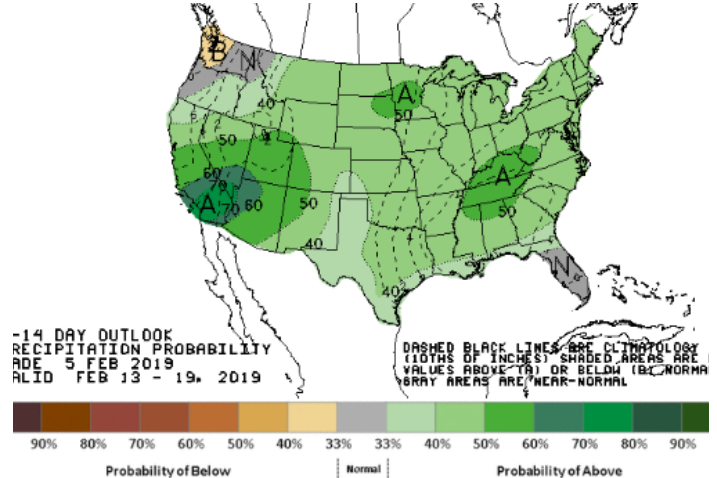 B
N
40
A
50
50
60
70
A
70
60
50
40
A
50
N
40
-14 DAY OUTLOOK
RECIPITATION PROBABILITY
ADE 5 FEB 2019
ALID FEB 13 - 19, 2019
DASHED BLACK LINES ARE CLIMATOLOGY
(10THS OF INCHES) SHADED AREAS ARE
VALUES ABOVE (A) OR BELOW (B) NORMA
GRAY AREAS ARE NEAR-NORMAL
90% 80% 70% 60% 50% 40% 33% 33% 40% 50% 60% 70% 80% 90%
Probability of Below Normal Probability of Above